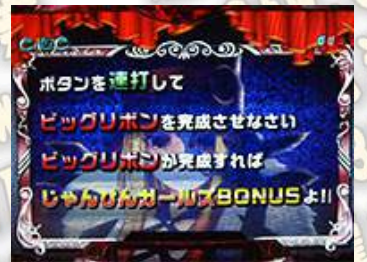 ボタンを連打して
ビッグリボンを完成させなさい
ビッグリボンが完成すれば
じゃんぴんガールズBONUSよ!!